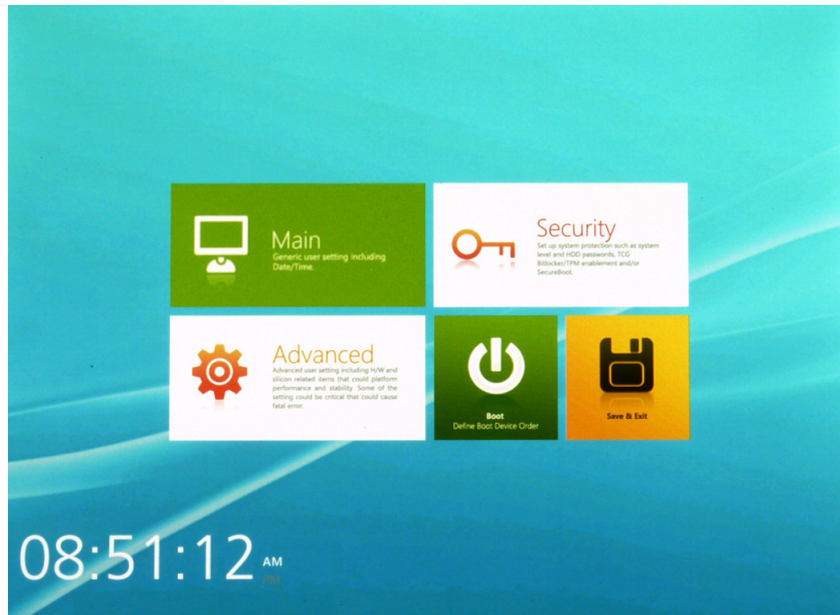 Main
Generic user setting including
Date/Time.
Security
Set up system protection such as system
level and HDD passwords, TCG
Bitlocker/TPM enablement and/or
SecureBoot.
Advanced
Advanced user setting including H/W and
silicon related items that could platform
performance and stability. Some of the
setting could be critical that could cause
fatal error.
Boot
Define Boot Device Order
Save & Exit
08:51:12 AM
PM